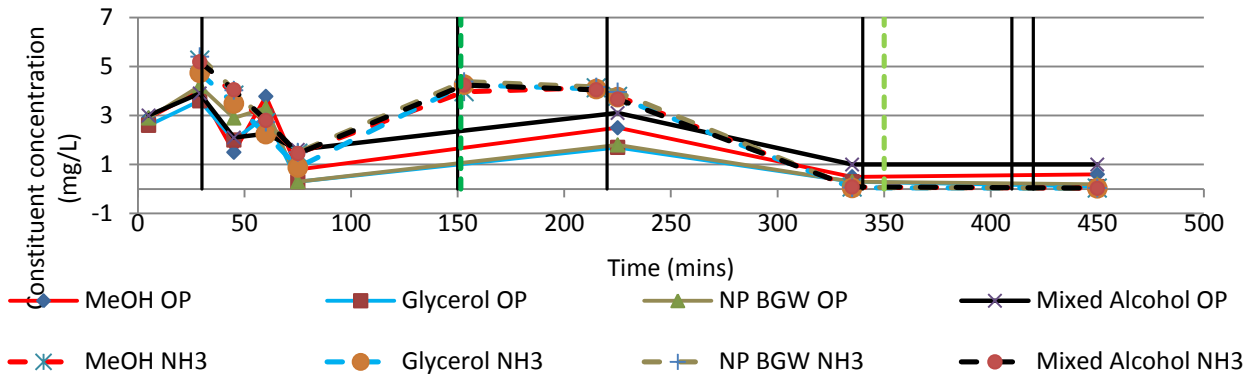 Constituent concentration
(mg/L)
7
5
3
1
-1
0 50 100 150 200 250 300 350 400 450 500
Time (mins)
MeOH OP Glycerol OP NP BGW OP Mixed Alcohol OP
MeOH NH3 Glycerol NH3 NP BGW NH3 Mixed Alcohol NH3